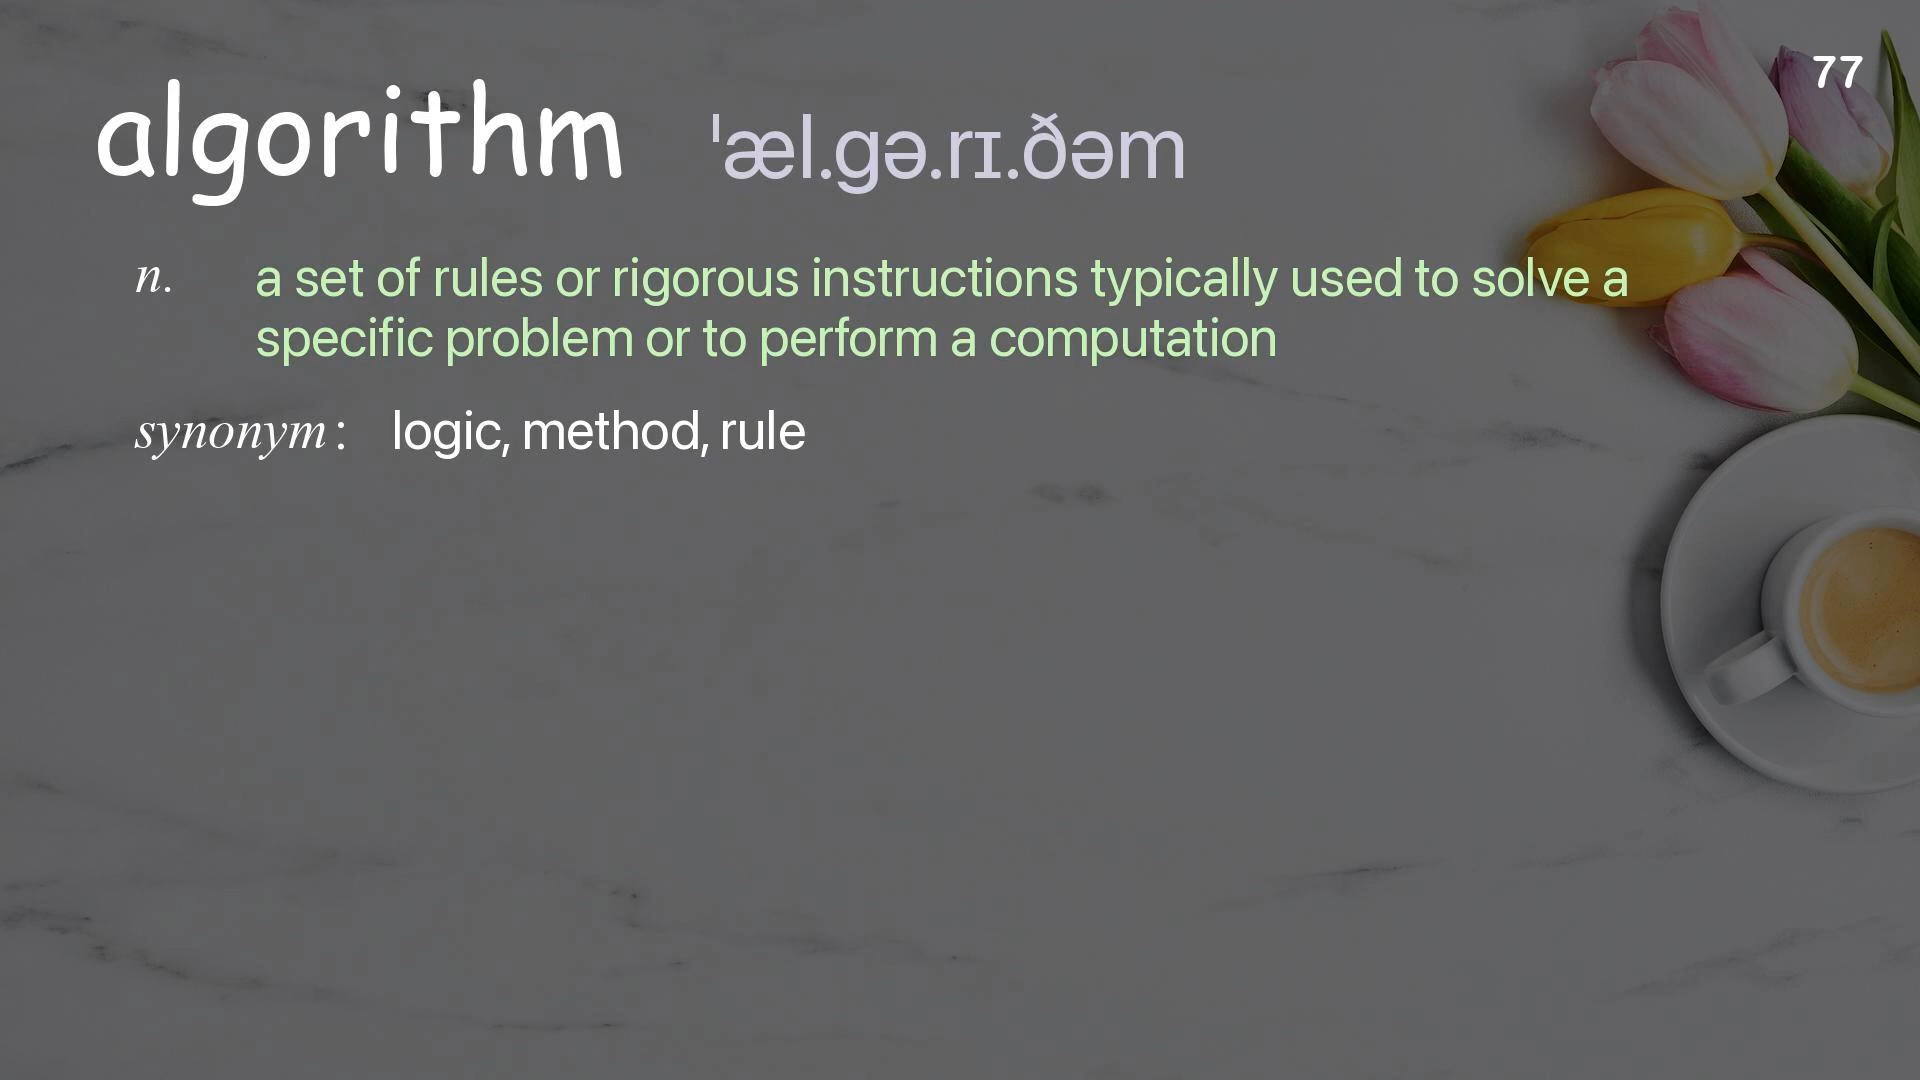 77
algorithm ˈæl.gə.rɪ.ðəm
n. a set of rules or rigorous instructions typically used to solve a
specific problem or to perform a computation
synonym: logic, method, rule